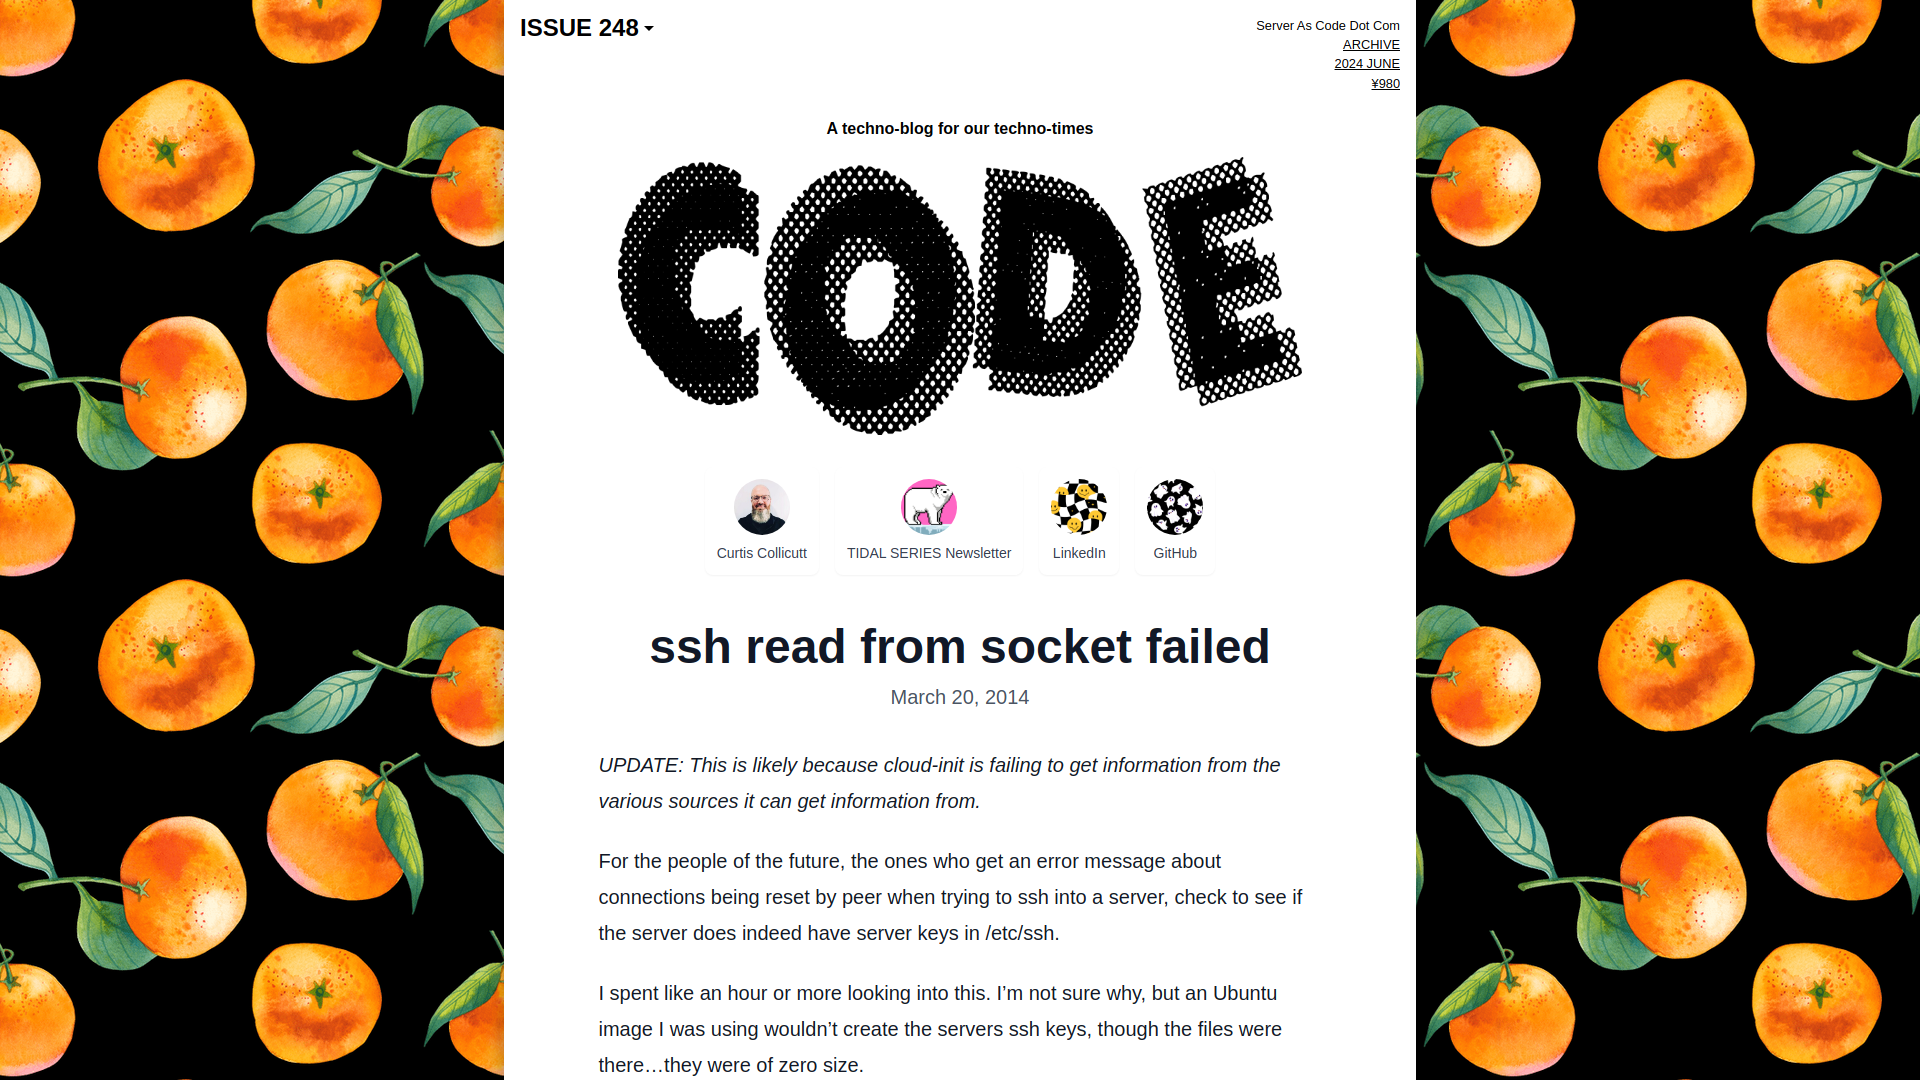 ISSUE 248
Server As Code Dot Com
ARCHIVE
2024 JUNE
¥980
A techno-blog for our techno-times
CODE
Curtis Collicutt
TIDAL SERIES Newsletter
LinkedIn
GitHub
ssh read from socket failed
March 20, 2014
UPDATE: This is likely because cloud-init is failing to get information from the
various sources it can get information from.
For the people of the future, the ones who get an error message about
connections being reset by peer when trying to ssh into a server, check to see if
the server does indeed have server keys in /etc/ssh.
I spent like an hour or more looking into this. I’m not sure why, but an Ubuntu
image I was using wouldn’t create the servers ssh keys, though the files were
there…they were of zero size.